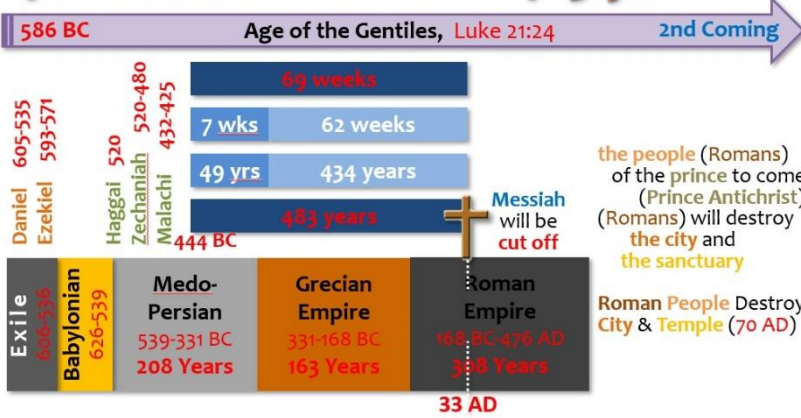 586 BC
Age of the Gentiles, Luke 21:24
2nd Coming
69 weeks
7 wks
62 weeks
49 yrs
434 years
483 years
Daniel 605-535
Ezekiel 593-571
Haggai 520
Zechaniah 520-480
Malachi 432-425
444 BC
Messiah
will be
cut off
the people (Romans)
of the prince to come
(Prince Antichrist)
(Romans) will destroy
the city and
the sanctuary
Roman People Destroy
City & Temple (70 AD)
Exile
606-536
Babylonian
626-539
Medo-
Persian
539-331 BC
208 Years
Grecian
Empire
331-168 BC
163 Years
Roman
Empire
168 BC-476 AD
308 Years
33 AD